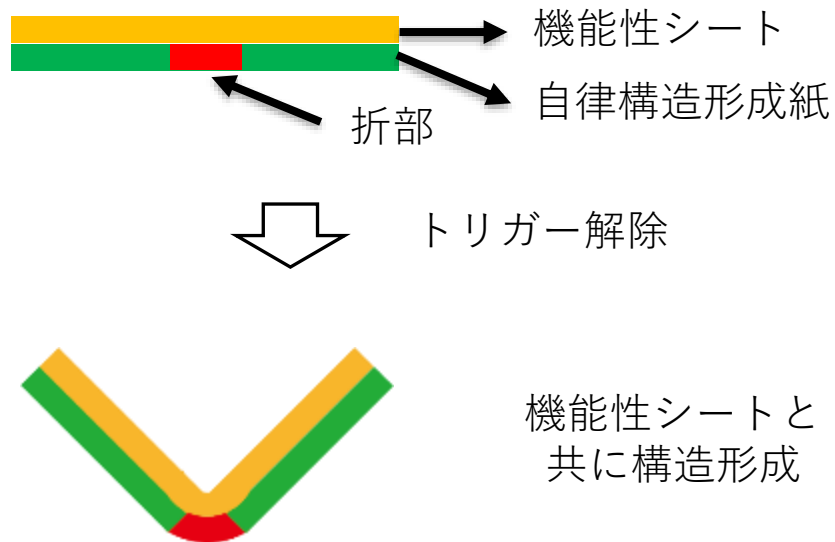 機能性シート
自律構造形成紙
折部
トリガー解除
機能性シートと
共に構造形成